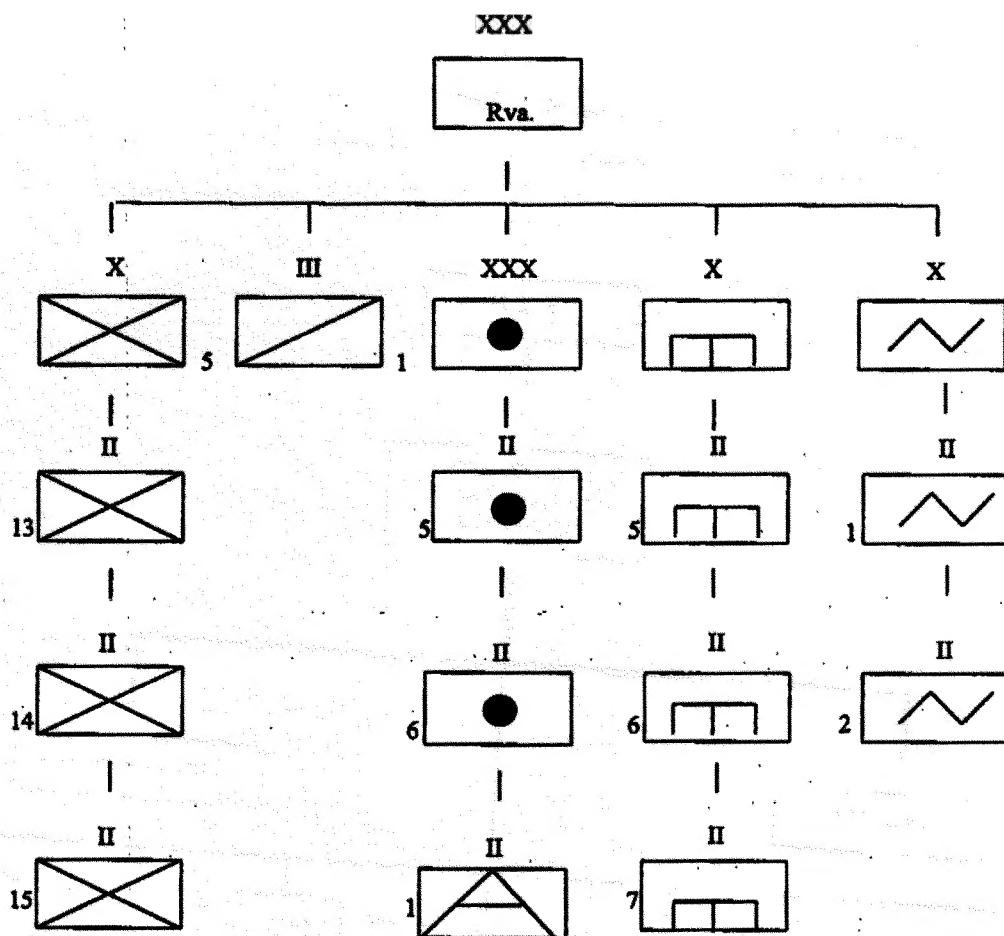 XXX
Rva.
X III XXX X X
5 1
II II II II
13 5 5 1
II II II II
14 6 6 2
II II II
15 1 7